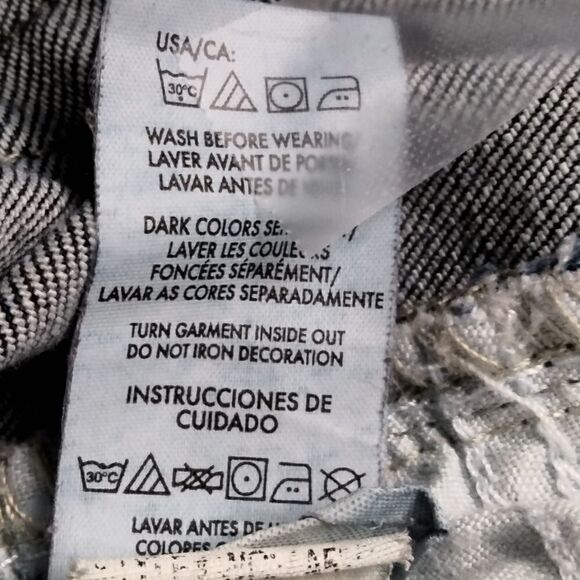 USA/CA:
30°C
WASH BEFORE WEARING
LAVER AVANT DE
LAVAR ANTES DE
DARK COLORS
LAVER LES COULEURS
FONCÉES SÉPARÉMENT/
LAVAR AS CORES SEPARADAMENTE
TURN GARMENT INSIDE OUT
DO NOT IRON DECORATION
INSTRUCCIONES DE
CUIDADO
30°C
LAVAR ANTES DE
COLORES